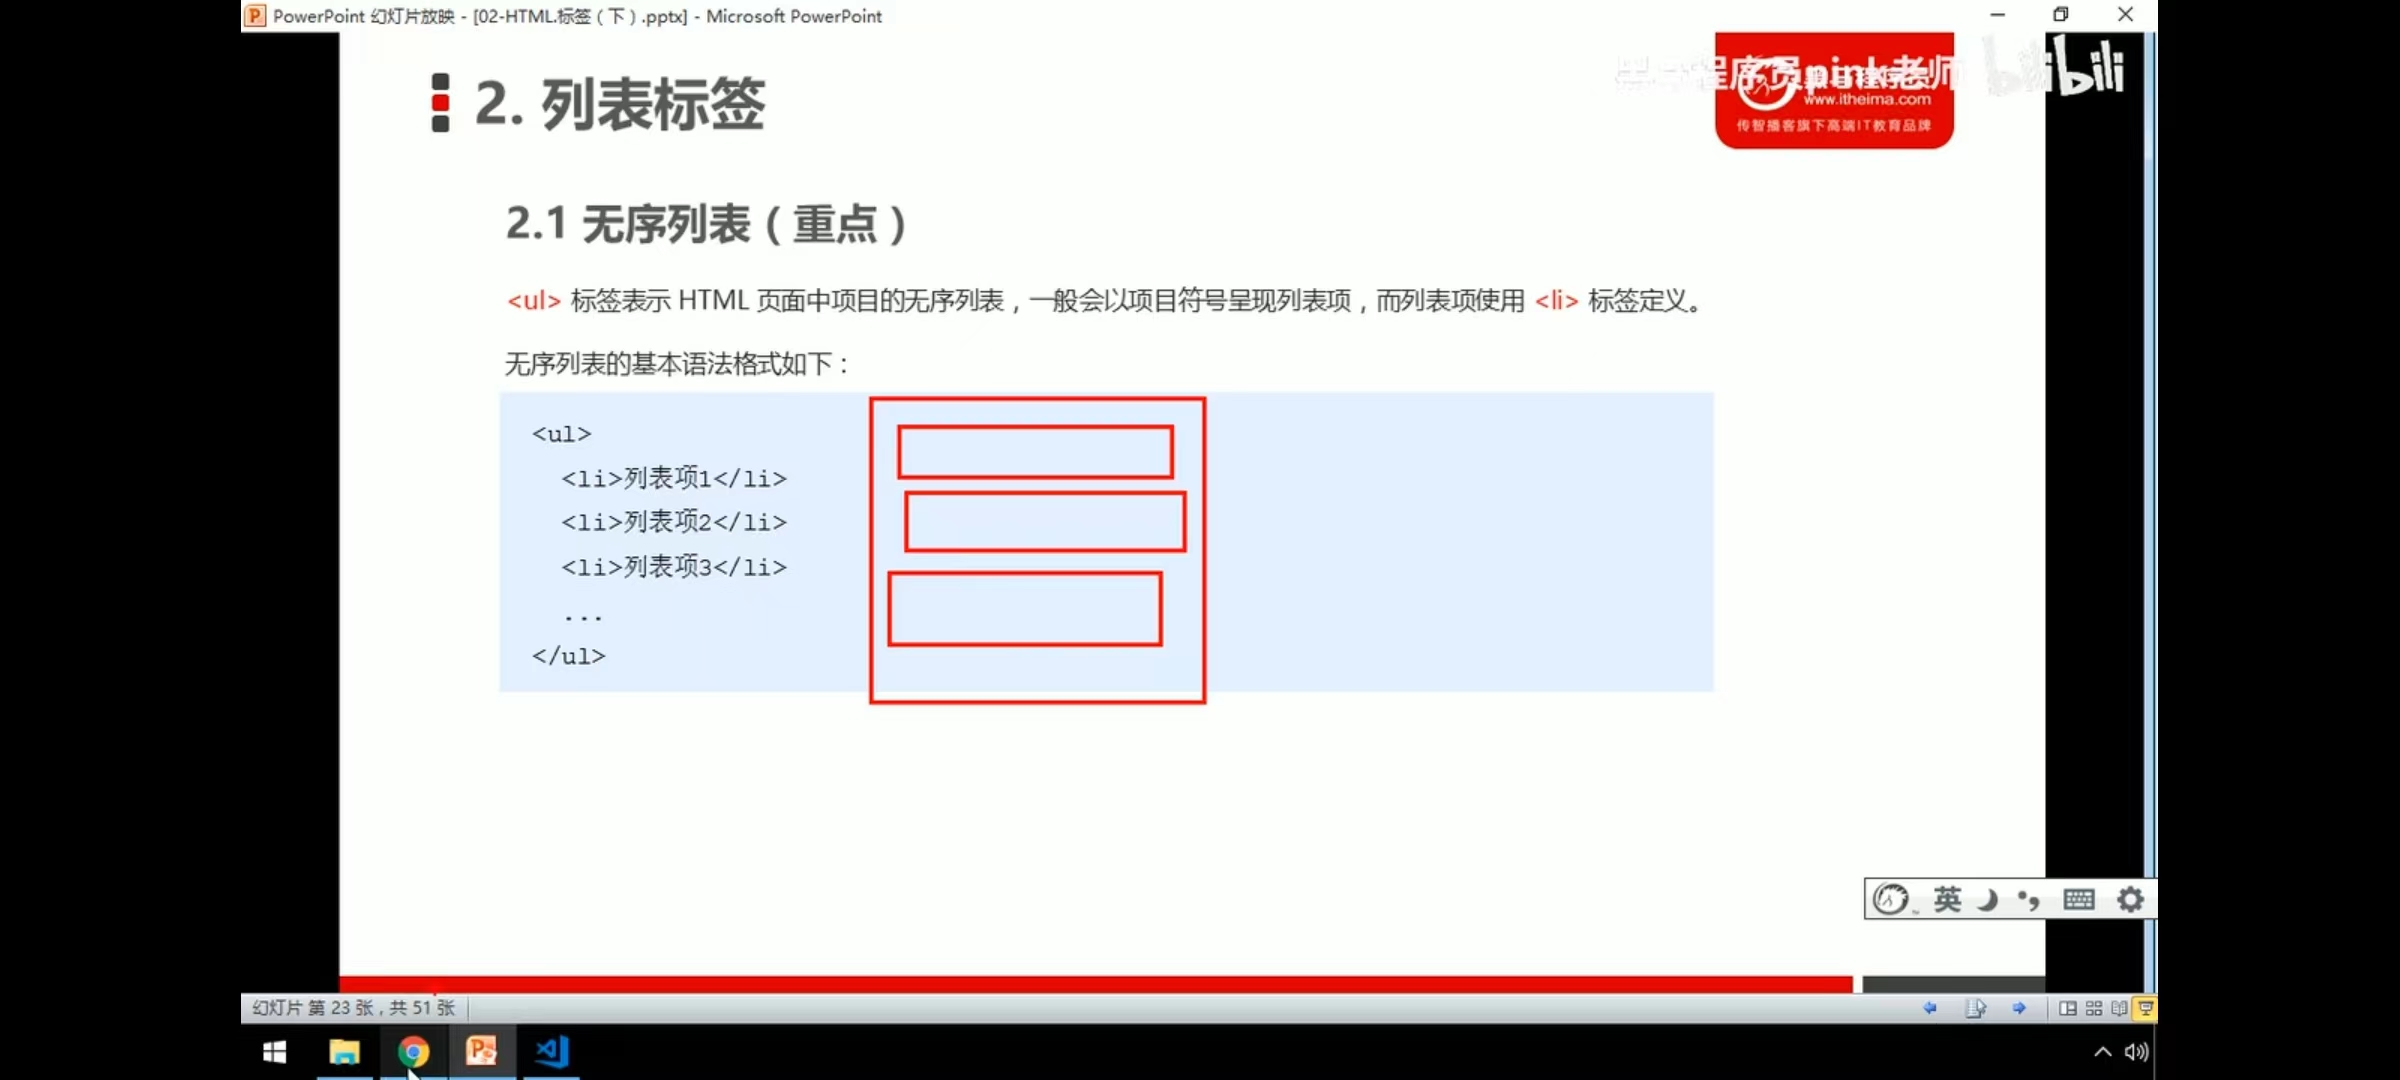 PowerPoint 幻灯片放映 - [02-HTML标签（下）.pptx] - Microsoft PowerPoint
2. 列表标签
程序员pink老师
bilibili
www.itheima.com
传智播客旗下高端IT教育品牌
2.1 无序列表（重点）
<ul> 标签表示 HTML 页面中项目的无序列表，一般会以项目符号呈现列表项，而列表项使用 <li> 标签定义。
无序列表的基本语法格式如下：
<ul>
<li>列表项1</li>
<li>列表项2</li>
<li>列表项3</li>
...
</ul>
英
幻灯片 第 23 张，共 51 张